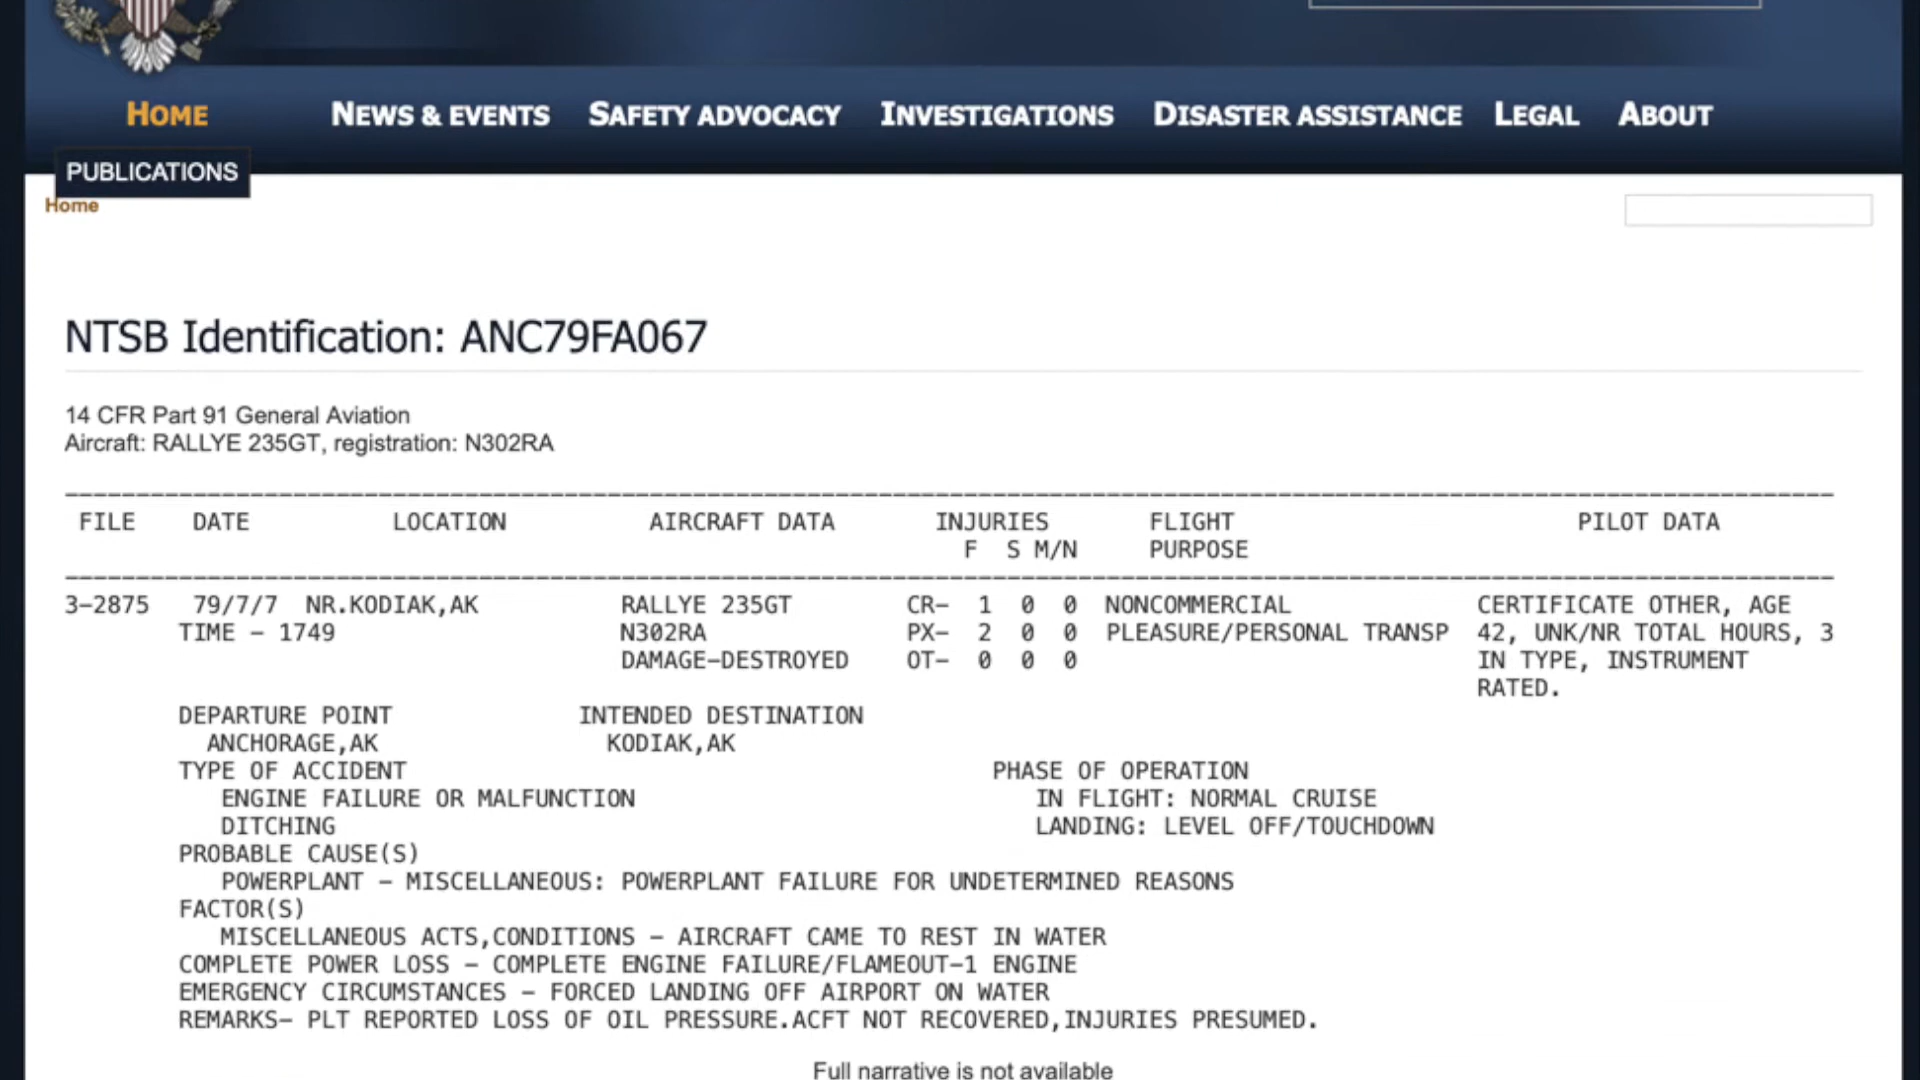 HOME NEWS & EVENTS SAFETY ADVOCACY INVESTIGATIONS DISASTER ASSISTANCE LEGAL ABOUT
PUBLICATIONS
Home
NTSB Identification: ANC79FA067
14 CFR Part 91 General Aviation
Aircraft: RALLYE 235GT, registration: N302RA
FILE DATE LOCATION AIRCRAFT DATA INJURIES FLIGHT PILOT DATA
F S M/N PURPOSE
3-2875 79/7/7 NR.KODIAK,AK RALLYE 235GT CR- 1 0 0 NONCOMMERCIAL CERTIFICATE OTHER, AGE
TIME - 1749 N302RA PX- 2 0 0 PLEASURE/PERSONAL TRANSP 42, UNK/NR TOTAL HOURS, 3
DAMAGE-DESTROYED OT- 0 0 0 IN TYPE, INSTRUMENT
RATED.
DEPARTURE POINT INTENDED DESTINATION
ANCHORAGE,AK KODIAK,AK
TYPE OF ACCIDENT PHASE OF OPERATION
ENGINE FAILURE OR MALFUNCTION IN FLIGHT: NORMAL CRUISE
DITCHING LANDING: LEVEL OFF/TOUCHDOWN
PROBABLE CAUSE(S)
POWERPLANT - MISCELLANEOUS: POWERPLANT FAILURE FOR UNDETERMINED REASONS
FACTOR(S)
MISCELLANEOUS ACTS,CONDITIONS - AIRCRAFT CAME TO REST IN WATER
COMPLETE POWER LOSS - COMPLETE ENGINE FAILURE/FLAMEOUT-1 ENGINE
EMERGENCY CIRCUMSTANCES - FORCED LANDING OFF AIRPORT ON WATER
REMARKS- PLT REPORTED LOSS OF OIL PRESSURE.ACFT NOT RECOVERED,INJURIES PRESUMED.
Full narrative is not available